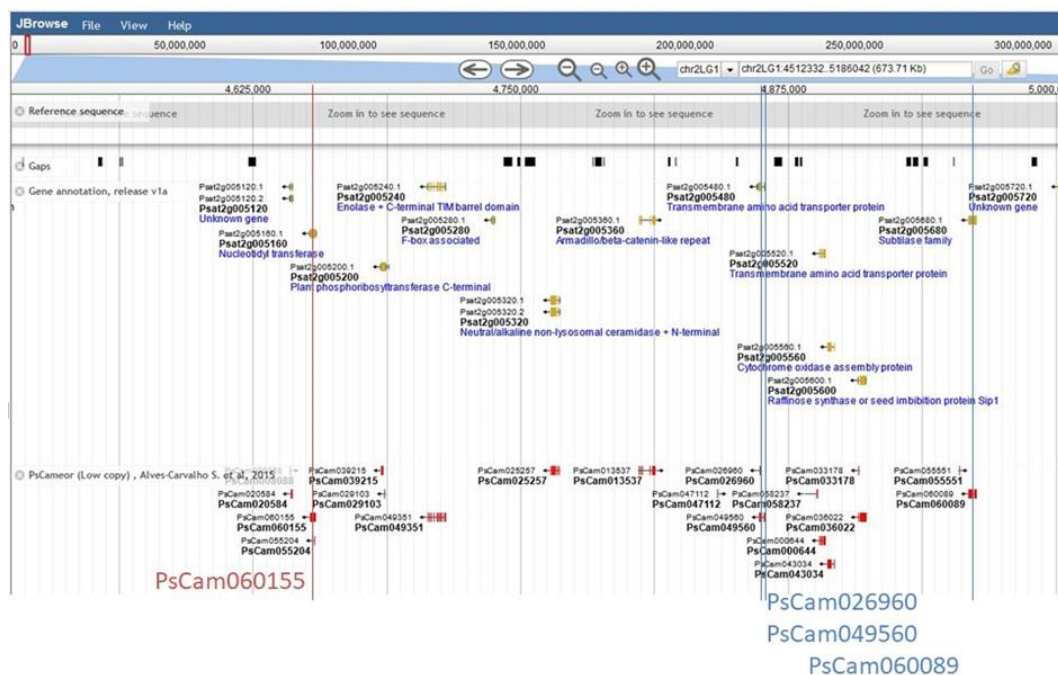 JBrowse File View Help
0 50,000,000 100,000,000 150,000,000 200,000,000 250,000,000 300,000,000
chr2LG1 chr2LG1:4512332..5186042 (673.71 Kb) Go
4,625,000 4,750,000 4,875,000
Reference sequence sequence Zoom in to see sequence Zoom in to see sequence Zoom in to see sequence
Gaps
Gene annotation, release v1a
Psat2g005120.1 Psat2g005240.1 Psat2g005480.1 Psat2g005720.1
Psat2g005120.2 Psat2g005240 Psat2g005480 Psat2g005720
Psat2g005120 Enolase + C-terminal TIM barrel domain Transmembrane amino acid transporter protein Unknown gene
Unknown gene Psat2g005280.1 Psat2g005360.1 Psat2g005680.1
Psat2g005280 Psat2g005360 Psat2g005680
Psat2g005160.1 F-box associated Armadillo/beta-catenin-like repeat Subtilase family
Psat2g005160
Nucleotidyl transferase Psat2g005520.1
Psat2g005200.1 Psat2g005520
Psat2g005200 Transmembrane amino acid transporter protein
Plant phosphoribosyltransferase C-terminal
Psat2g005320.1
Psat2g005320.2
Psat2g005320
Neutral/alkaline non-lysosomal ceramidase + N-terminal
Psat2g005560.1
Psat2g005560
Cytochrome oxidase assembly protein
Psat2g005600.1
Psat2g005600
Raffinose synthase or seed imbibition protein Sip1
PsCameor (Low copy) , Alves-Carvalho S. et al, 2015
PsCam039215 PsCam025257 PsCam013537 PsCam026960 PsCam033178 PsCam055551
PsCam039215 PsCam025257 PsCam013537 PsCam026960 PsCam033178 PsCam055551
PsCam020584 PsCam029103 PsCam047112 PsCam058237 PsCam060089
PsCam020584 PsCam029103 PsCam047112 PsCam058237 PsCam060089
PsCam060155 PsCam049351 PsCam049560 PsCam036022
PsCam060155 PsCam049351 PsCam049560 PsCam036022
PsCam055204 PsCam000644
PsCam055204 PsCam000644
PsCam043034
PsCam043034
PsCam060155
PsCam026960
PsCam049560
PsCam060089